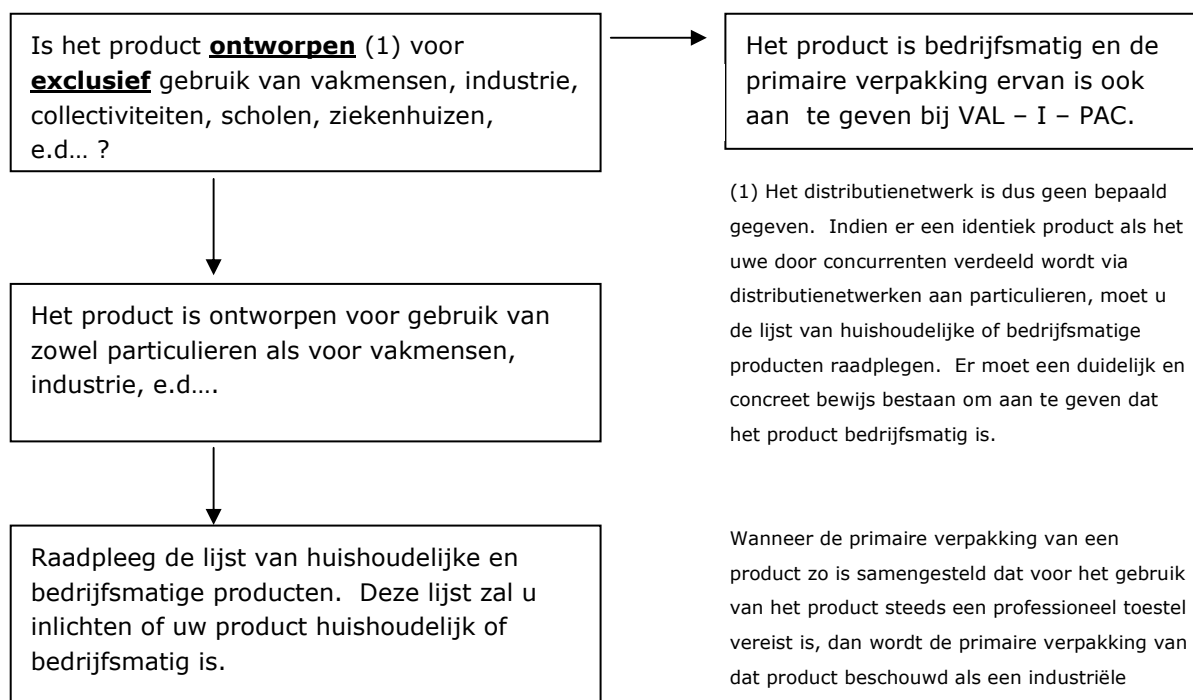 Is het product ontworpen (1) voor
exclusief gebruik van vakmensen, industrie,
collectiviteiten, scholen, ziekenhuizen,
e.d… ?
Het product is bedrijfsmatig en de
primaire verpakking ervan is ook
aan  te geven bij VAL – I – PAC.
(1) Het distributienetwerk is dus geen bepaald
gegeven.  Indien er een identiek product als het
uwe door concurrenten verdeeld wordt via
distributienetwerken aan particulieren, moet u
de lijst van huishoudelijke of bedrijfsmatige
producten raadplegen.  Er moet een duidelijk en
concreet bewijs bestaan om aan te geven dat
het product bedrijfsmatig is.
Het product is ontworpen voor gebruik van
zowel particulieren als voor vakmensen,
industrie, e.d….
Raadpleeg de lijst van huishoudelijke en
bedrijfsmatige producten.  Deze lijst zal u
inlichten of uw product huishoudelijk of
bedrijfsmatig is.
Wanneer de primaire verpakking van een
product zo is samengesteld dat voor het gebruik
van het product steeds een professioneel toestel
vereist is, dan wordt de primaire verpakking van
dat product beschouwd als een industriële